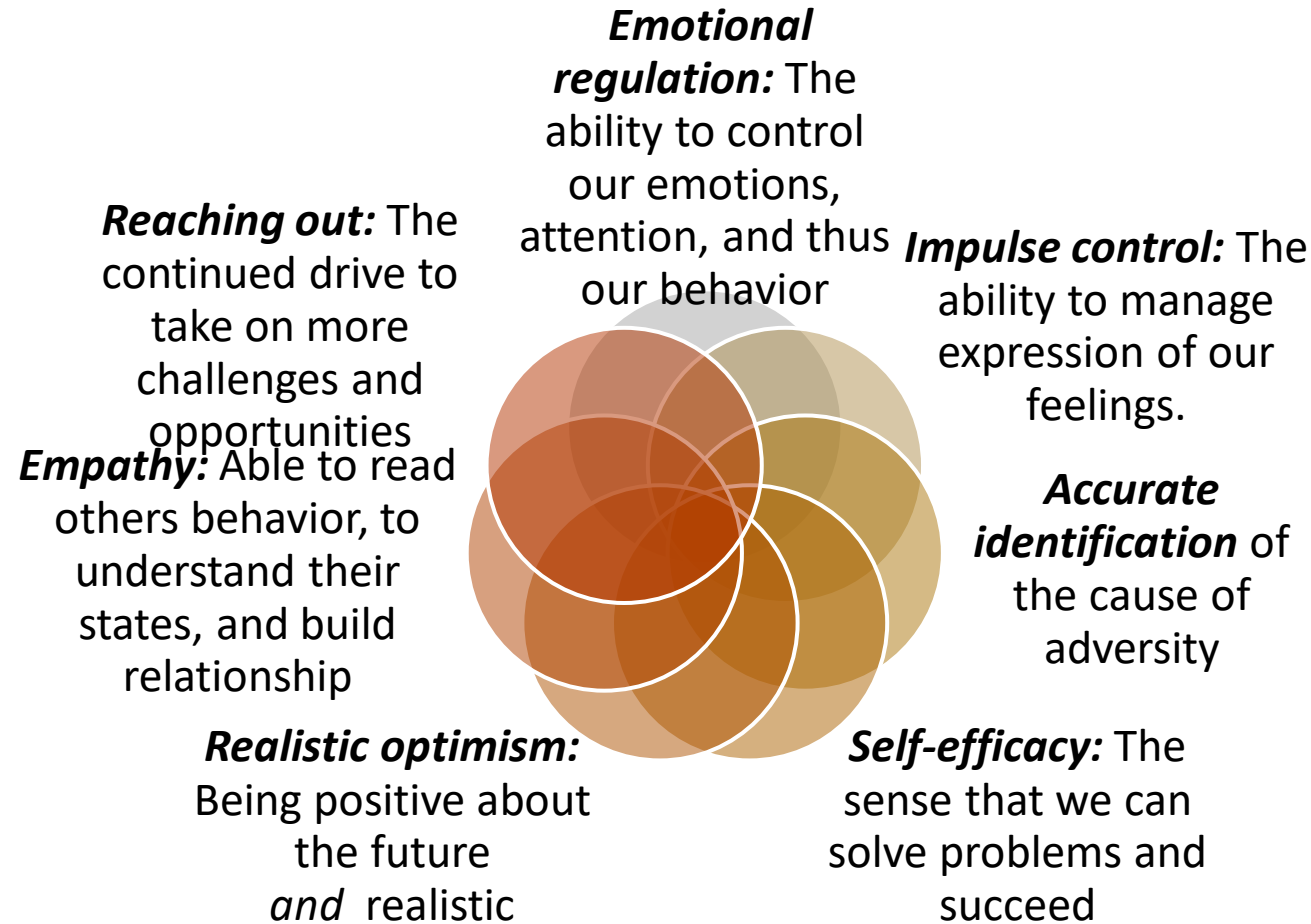 Emotional
regulation: The
ability to control
our emotions,
attention, and thus
our behavior
Impulse control: The
ability to manage
expression of our
feelings.
Accurate
identification of
the cause of
adversity
Self-efficacy: The
sense that we can
solve problems and
succeed
Realistic optimism:
Being positive about
the future
and realistic
Empathy: Able to read
others behavior, to
understand their
states, and build
relationship
Reaching out: The
continued drive to
take on more
challenges and
opportunities